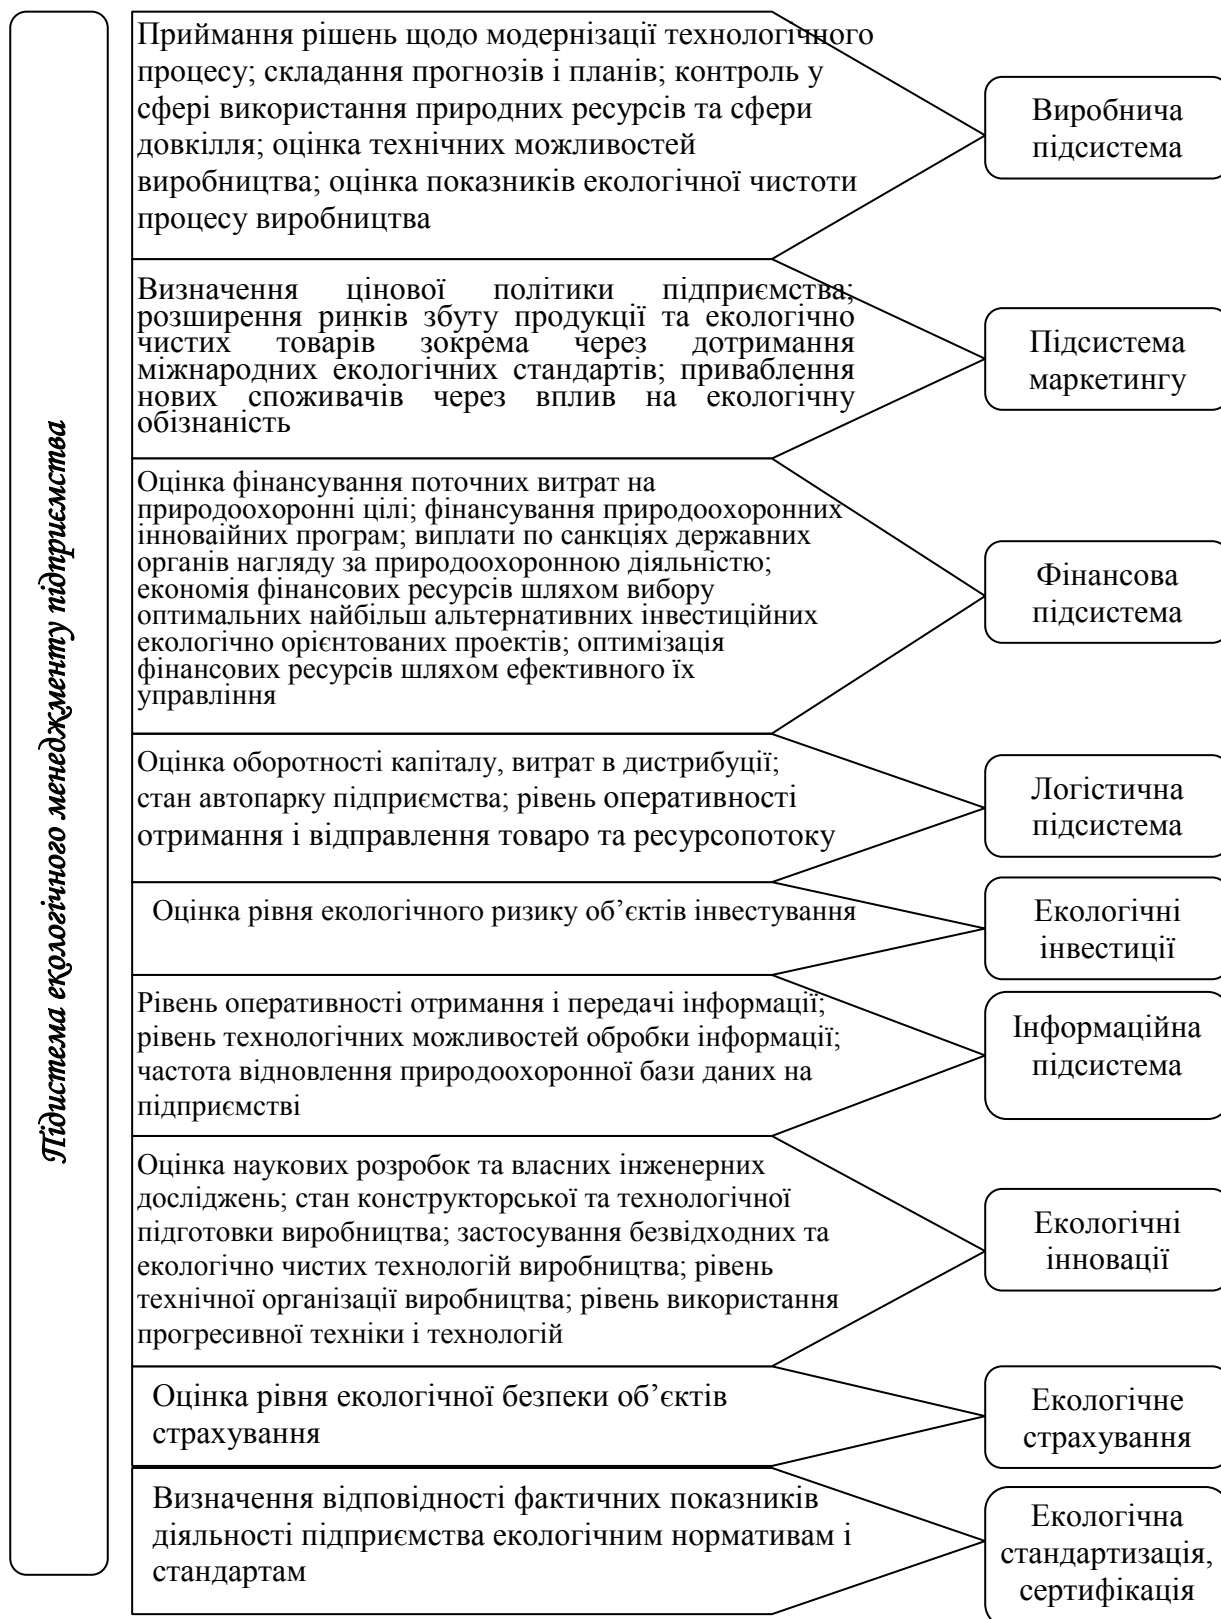 Підистема екологічного менеджменту підприємства
Приймання рішень щодо модернізації технологічного
процесу; складання прогнозів і планів; контроль у
сфері використання природних ресурсів та сфери
довкілля; оцінка технічних можливостей
виробництва; оцінка показників екологічної чистоти
процесу виробництва
Виробнича
підсистема
Визначення цінової політики підприємства;
розширення ринків збуту продукції та екологічно
чистих товарів зокрема через дотримання
міжнародних екологічних стандартів; приваблення
нових споживачів через вплив на екологічну
обізнаність
Підсистема
маркетингу
Оцінка фінансування поточних витрат на
природоохоронні цілі; фінансування природоохоронних
інноваійних програм; виплати по санкціях державних
органів нагляду за природоохоронною діяльністю;
економія фінансових ресурсів шляхом вибору
оптимальних найбільш альтернативних інвестиційних
екологічно орієнтованих проектів; оптимізація
фінансових ресурсів шляхом ефективного їх
управління
Фінансова
підсистема
Оцінка оборотності капіталу, витрат в дистрибуції;
стан автопарку підприємства; рівень оперативності
отримання і відправлення товаро та ресурсопотоку
Логістична
підсистема
Оцінка рівня екологічного ризику об’єктів інвестування
Екологічні
інвестиції
Рівень оперативності отримання і передачі інформації;
рівень технологічних можливостей обробки інформації;
частота відновлення природоохоронної бази даних на
підприємстві
Інформаційна
підсистема
Оцінка наукових розробок та власних інженерних
досліджень; стан конструкторської та технологічної
підготовки виробництва; застосування безвідходних та
екологічно чистих технологій виробництва; рівень
технічної організації виробництва; рівень використання
прогресивної техніки і технологій
Екологічні
інновації
Оцінка рівня екологічної безпеки об’єктів
страхування
Екологічне
страхування
Визначення відповідності фактичних показників
діяльності підприємства екологічним нормативам і
стандартам
Екологічна
стандартизація,
сертифікація